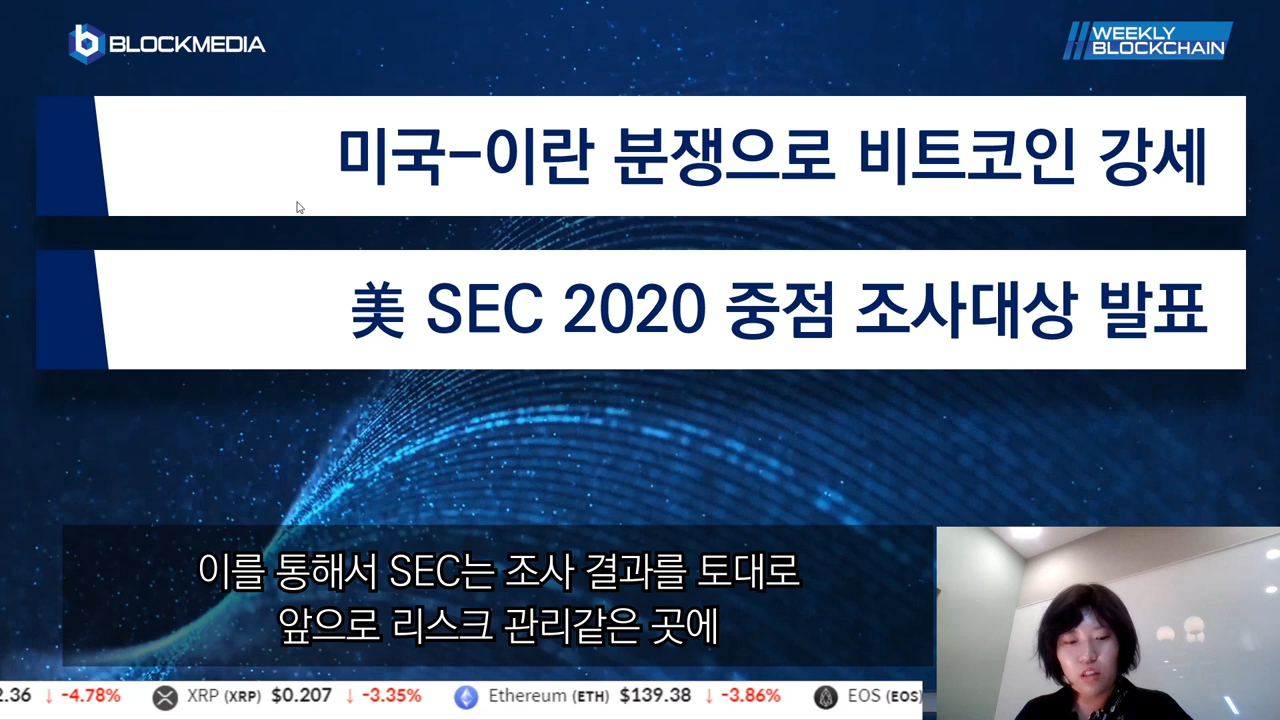 BLOCKMEDIA
WEEKLY
BLOCKCHAIN
미국-이란 분쟁으로 비트코인 강세
美 SEC 2020 중점 조사대상 발표
이를 통해서 SEC는 조사 결과를 토대로
앞으로 리스크 관리같은 곳에
2.36 ↓ -4.78% XRP (XRP) $0.207 ↓ -3.35% Ethereum (ETH) $139.38 ↓ -3.86% EOS (EOS)